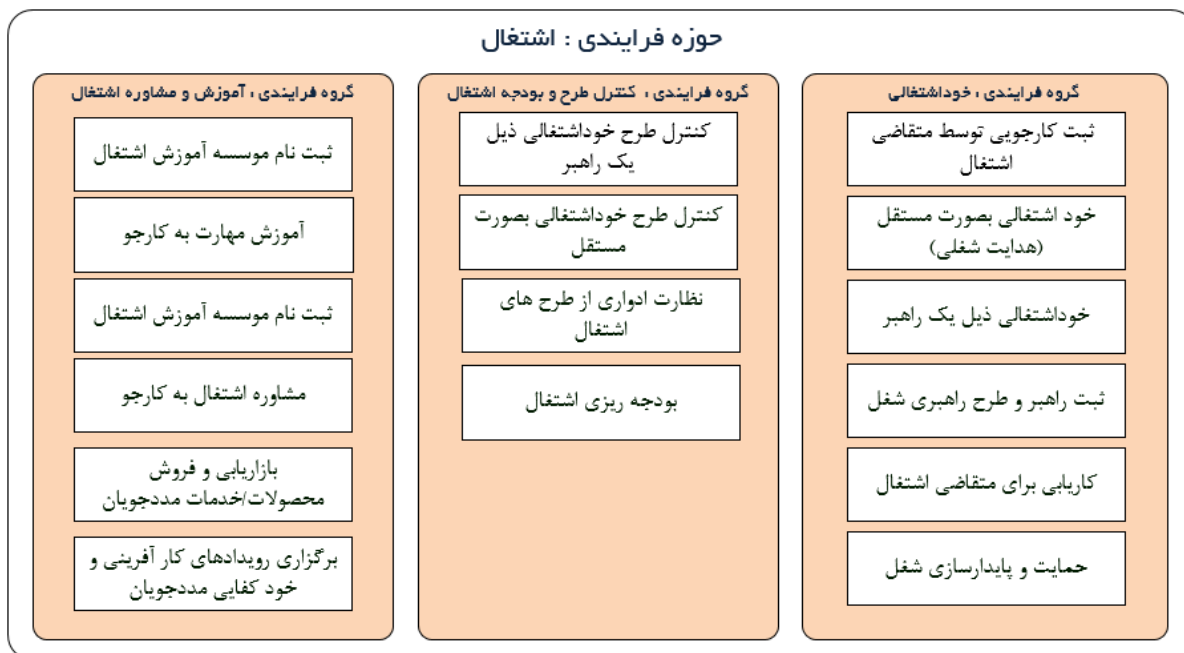 حوزه فرایندی : اشتغال
گروه فرایندی : خوداشتغالی
ثبت کارجویی توسط متقاضی
اشتغال
خود اشتغالی بصورت مستقل
(هدایت شغلی)
خوداشتغالی ذیل یک راهبر
ثبت راهبر و طرح راهبری شغل
کاریابی برای متقاضی اشتغال
حمایت و پایدارسازی شغل
گروه فرایندی : کنترل طرح و بودجه اشتغال
کنترل طرح خوداشتغالی ذیل
یک راهبر
کنترل طرح خوداشتغالی بصورت
مستقل
نظارت ادواری از طرح های
اشتغال
بودجه ریزی اشتغال
گروه فرایندی : آموزش و مشاوره اشتغال
ثبت نام موسسه آموزش اشتغال
آموزش مهارت به کارجو
ثبت نام موسسه آموزش اشتغال
مشاوره اشتغال به کارجو
بازاریابی و فروش
محصولات/خدمات مددجویان
برگزاری رویدادهای کار آفرینی و
خود کفایی مددجویان